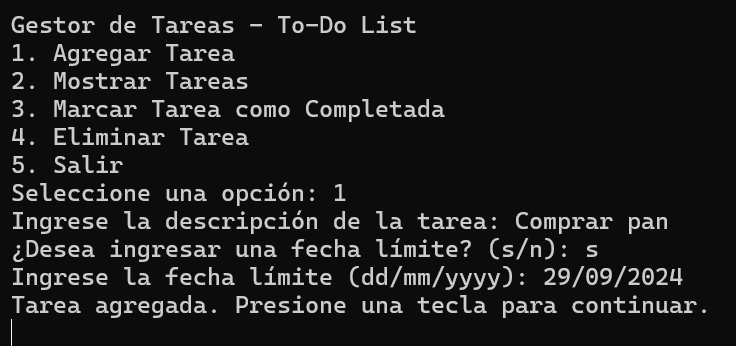 Gestor de Tareas - To-Do List
1. Agregar Tarea
2. Mostrar Tareas
3. Marcar Tarea como Completada
4. Eliminar Tarea
5. Salir
Seleccione una opción: 1
Ingrese la descripción de la tarea: Comprar pan
¿Desea ingresar una fecha límite? (s/n): s
Ingrese la fecha límite (dd/mm/yyyy): 29/09/2024
Tarea agregada. Presione una tecla para continuar.